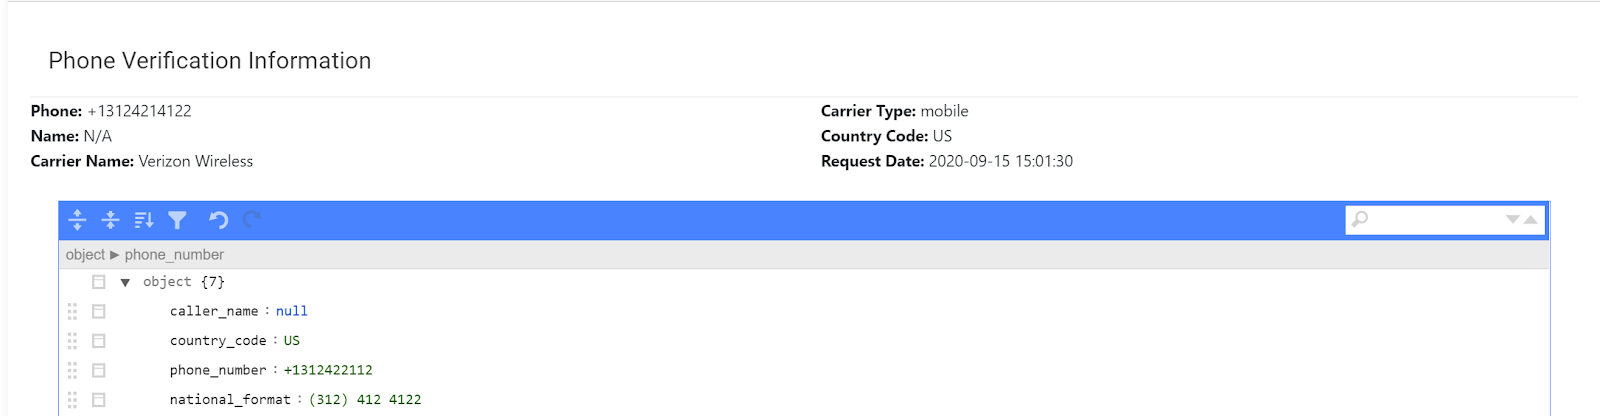 Phone Verification Information
Phone: +13124214122
Carrier Type: mobile
Name: N/A
Country Code: US
Carrier Name: Verizon Wireless
Request Date: 2020-09-15 15:01:30
object ▶ phone_number
▼ object {7}
caller_name : null
country_code : US
phone_number : +1312422112
national_format : (312) 412 4122